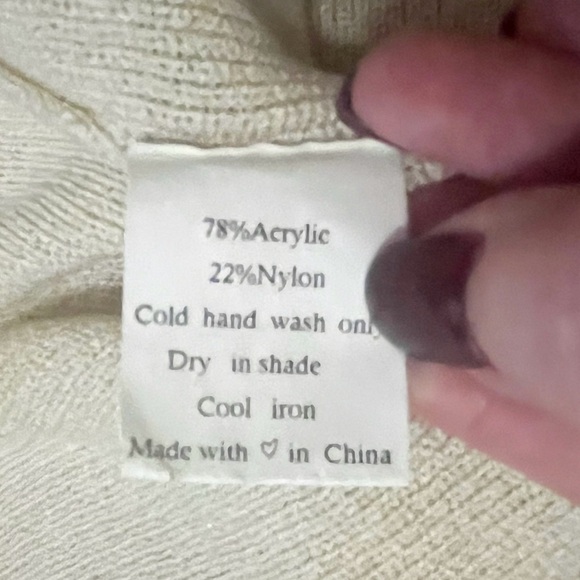 78%Acrylic
22%Nylon
Cold hand wash only
Dry in shade
Cool iron
Made with ♡ in China